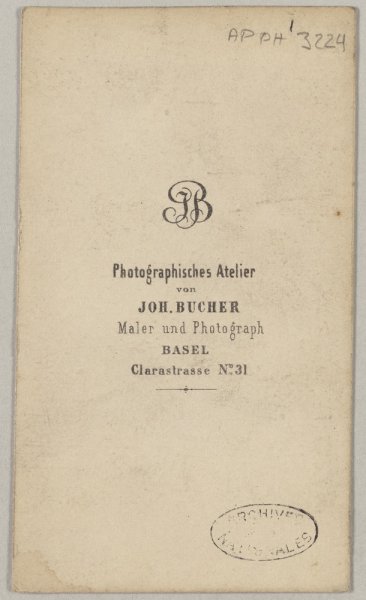 AP PH 3224
JB
Photographisches Atelier
von
JOH. BUCHER
Maler und Photograph
BASEL
Clarastrasse Nº 31
ARCHIVES
NATIONALES